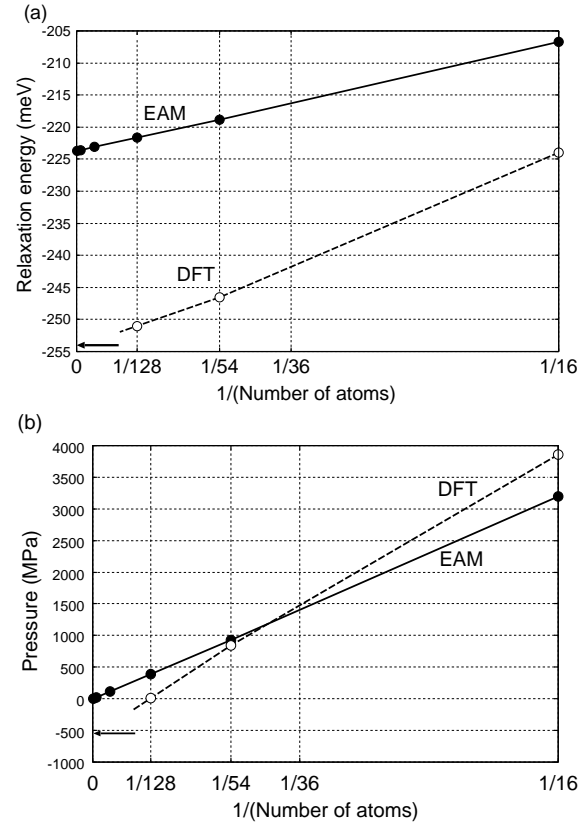 (a)
-205
-210
-215
-220
-225
-230
-235
-240
-245
-250
-255
Relaxation energy (meV)
EAM
DFT
0 1/128 1/54 1/36 1/16
1/(Number of atoms)
(b)
4000
3500
3000
2500
2000
1500
1000
500
0
-500
-1000
Pressure (MPa)
DFT
EAM
0 1/128 1/54 1/36 1/16
1/(Number of atoms)